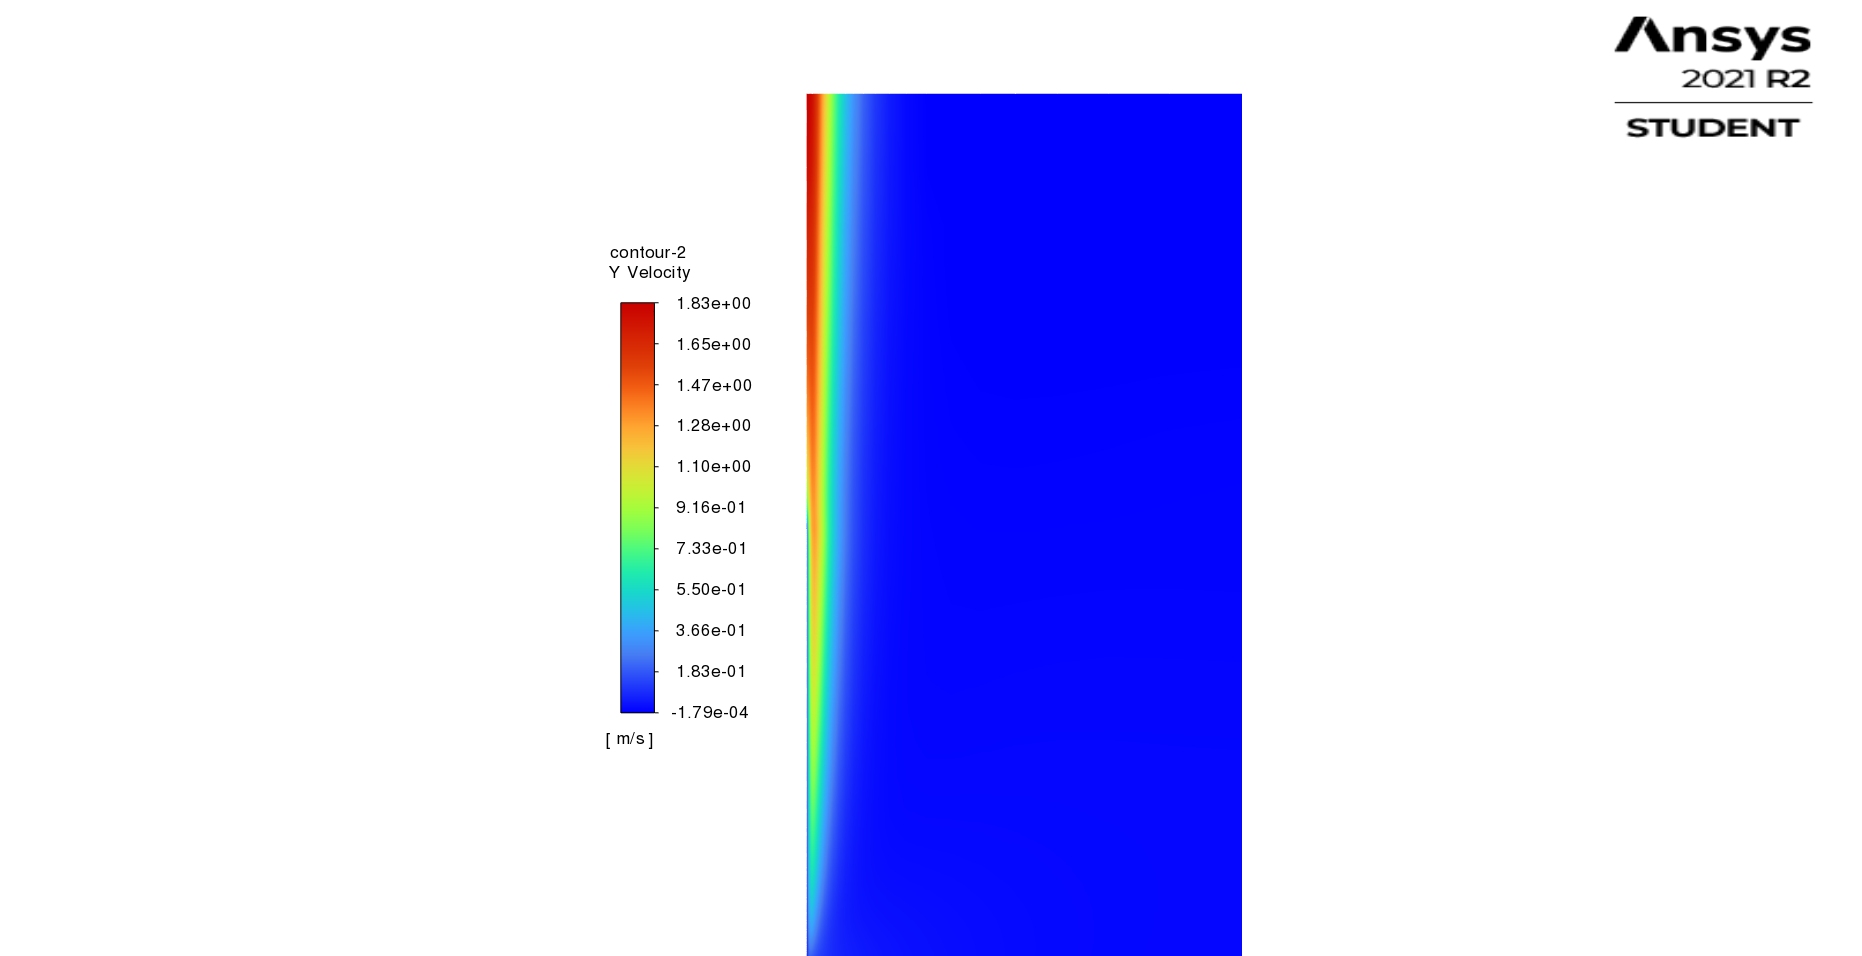 Ansys
2021 R2
STUDENT
contour-2
Y Velocity
1.83e+00
1.65e+00
1.47e+00
1.28e+00
1.10e+00
9.16e-01
7.33e-01
5.50e-01
3.66e-01
1.83e-01
-1.79e-04
[ m/s ]